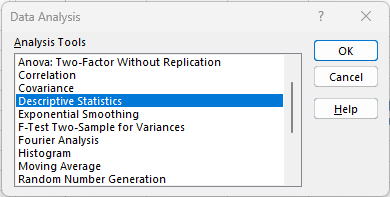 Data Analysis
?
Analysis Tools
Anova: Two-Factor Without Replication
Correlation
Covariance
Descriptive Statistics
Exponential Smoothing
F-Test Two-Sample for Variances
Fourier Analysis
Histogram
Moving Average
Random Number Generation
OK
Cancel
Help